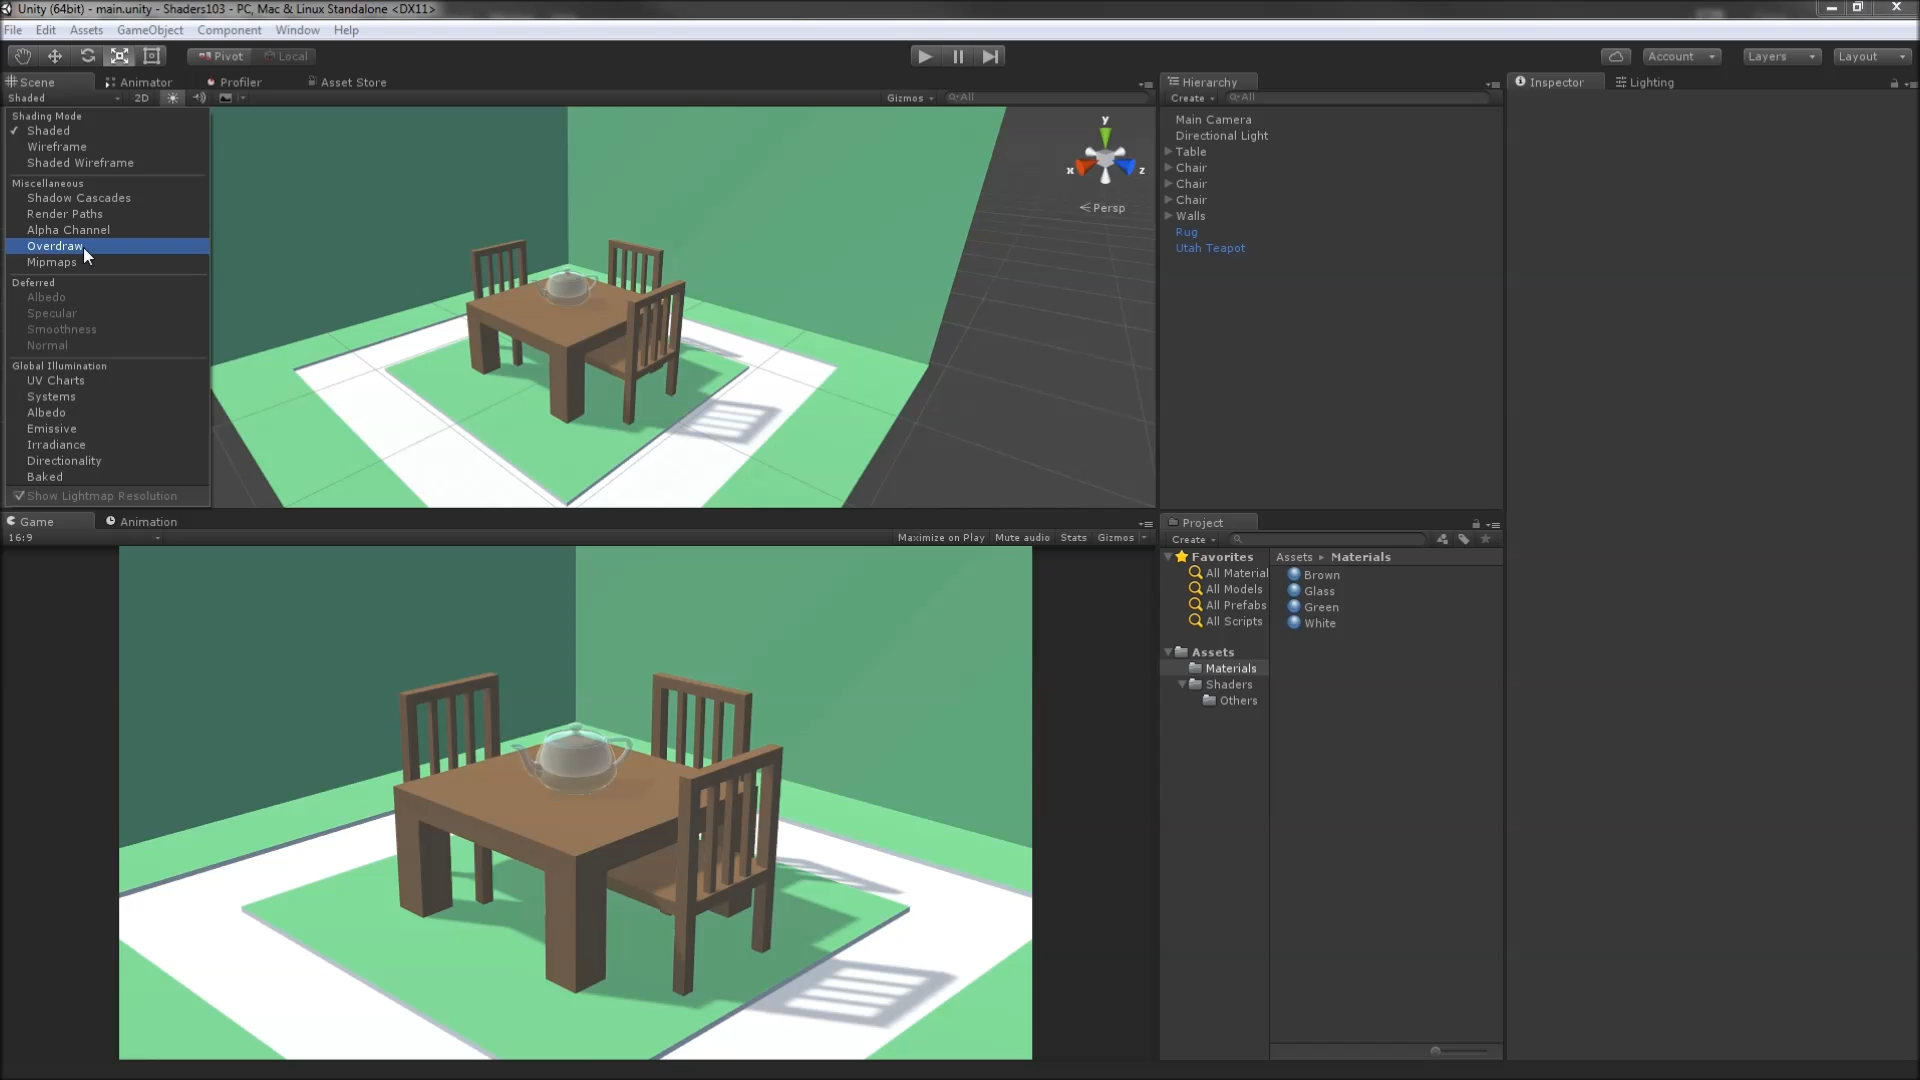 Unity (64bit) - main.unity - Shaders103 - PC, Mac & Linux Standalone <DX11>
File Edit Assets GameObject Component Window Help
Pivot Local Account Layers Layout
Scene Animator Profiler Asset Store
Shaded 2D Gizmos All
Shading Mode
Shaded
Wireframe
Shaded Wireframe
Miscellaneous
Shadow Cascades
Render Paths
Alpha Channel
Overdraw
Mipmaps
Deferred
Albedo
Specular
Smoothness
Normal
Global Illumination
UV Charts
Systems
Albedo
Emissive
Irradiance
Directionality
Baked
Show Lightmap Resolution
y
x
z
Persp
Hierarchy
Create All
Main Camera
Directional Light
Table
Chair
Chair
Chair
Walls
Rug
Utah Teapot
Inspector Lighting
Game Animation
16:9 Maximize on Play Mute audio Stats Gizmos
Project
Create
Favorites
All Material
All Models
All Prefabs
All Scripts
Assets
Materials
Shaders
Others
Assets Materials
Brown
Glass
Green
White